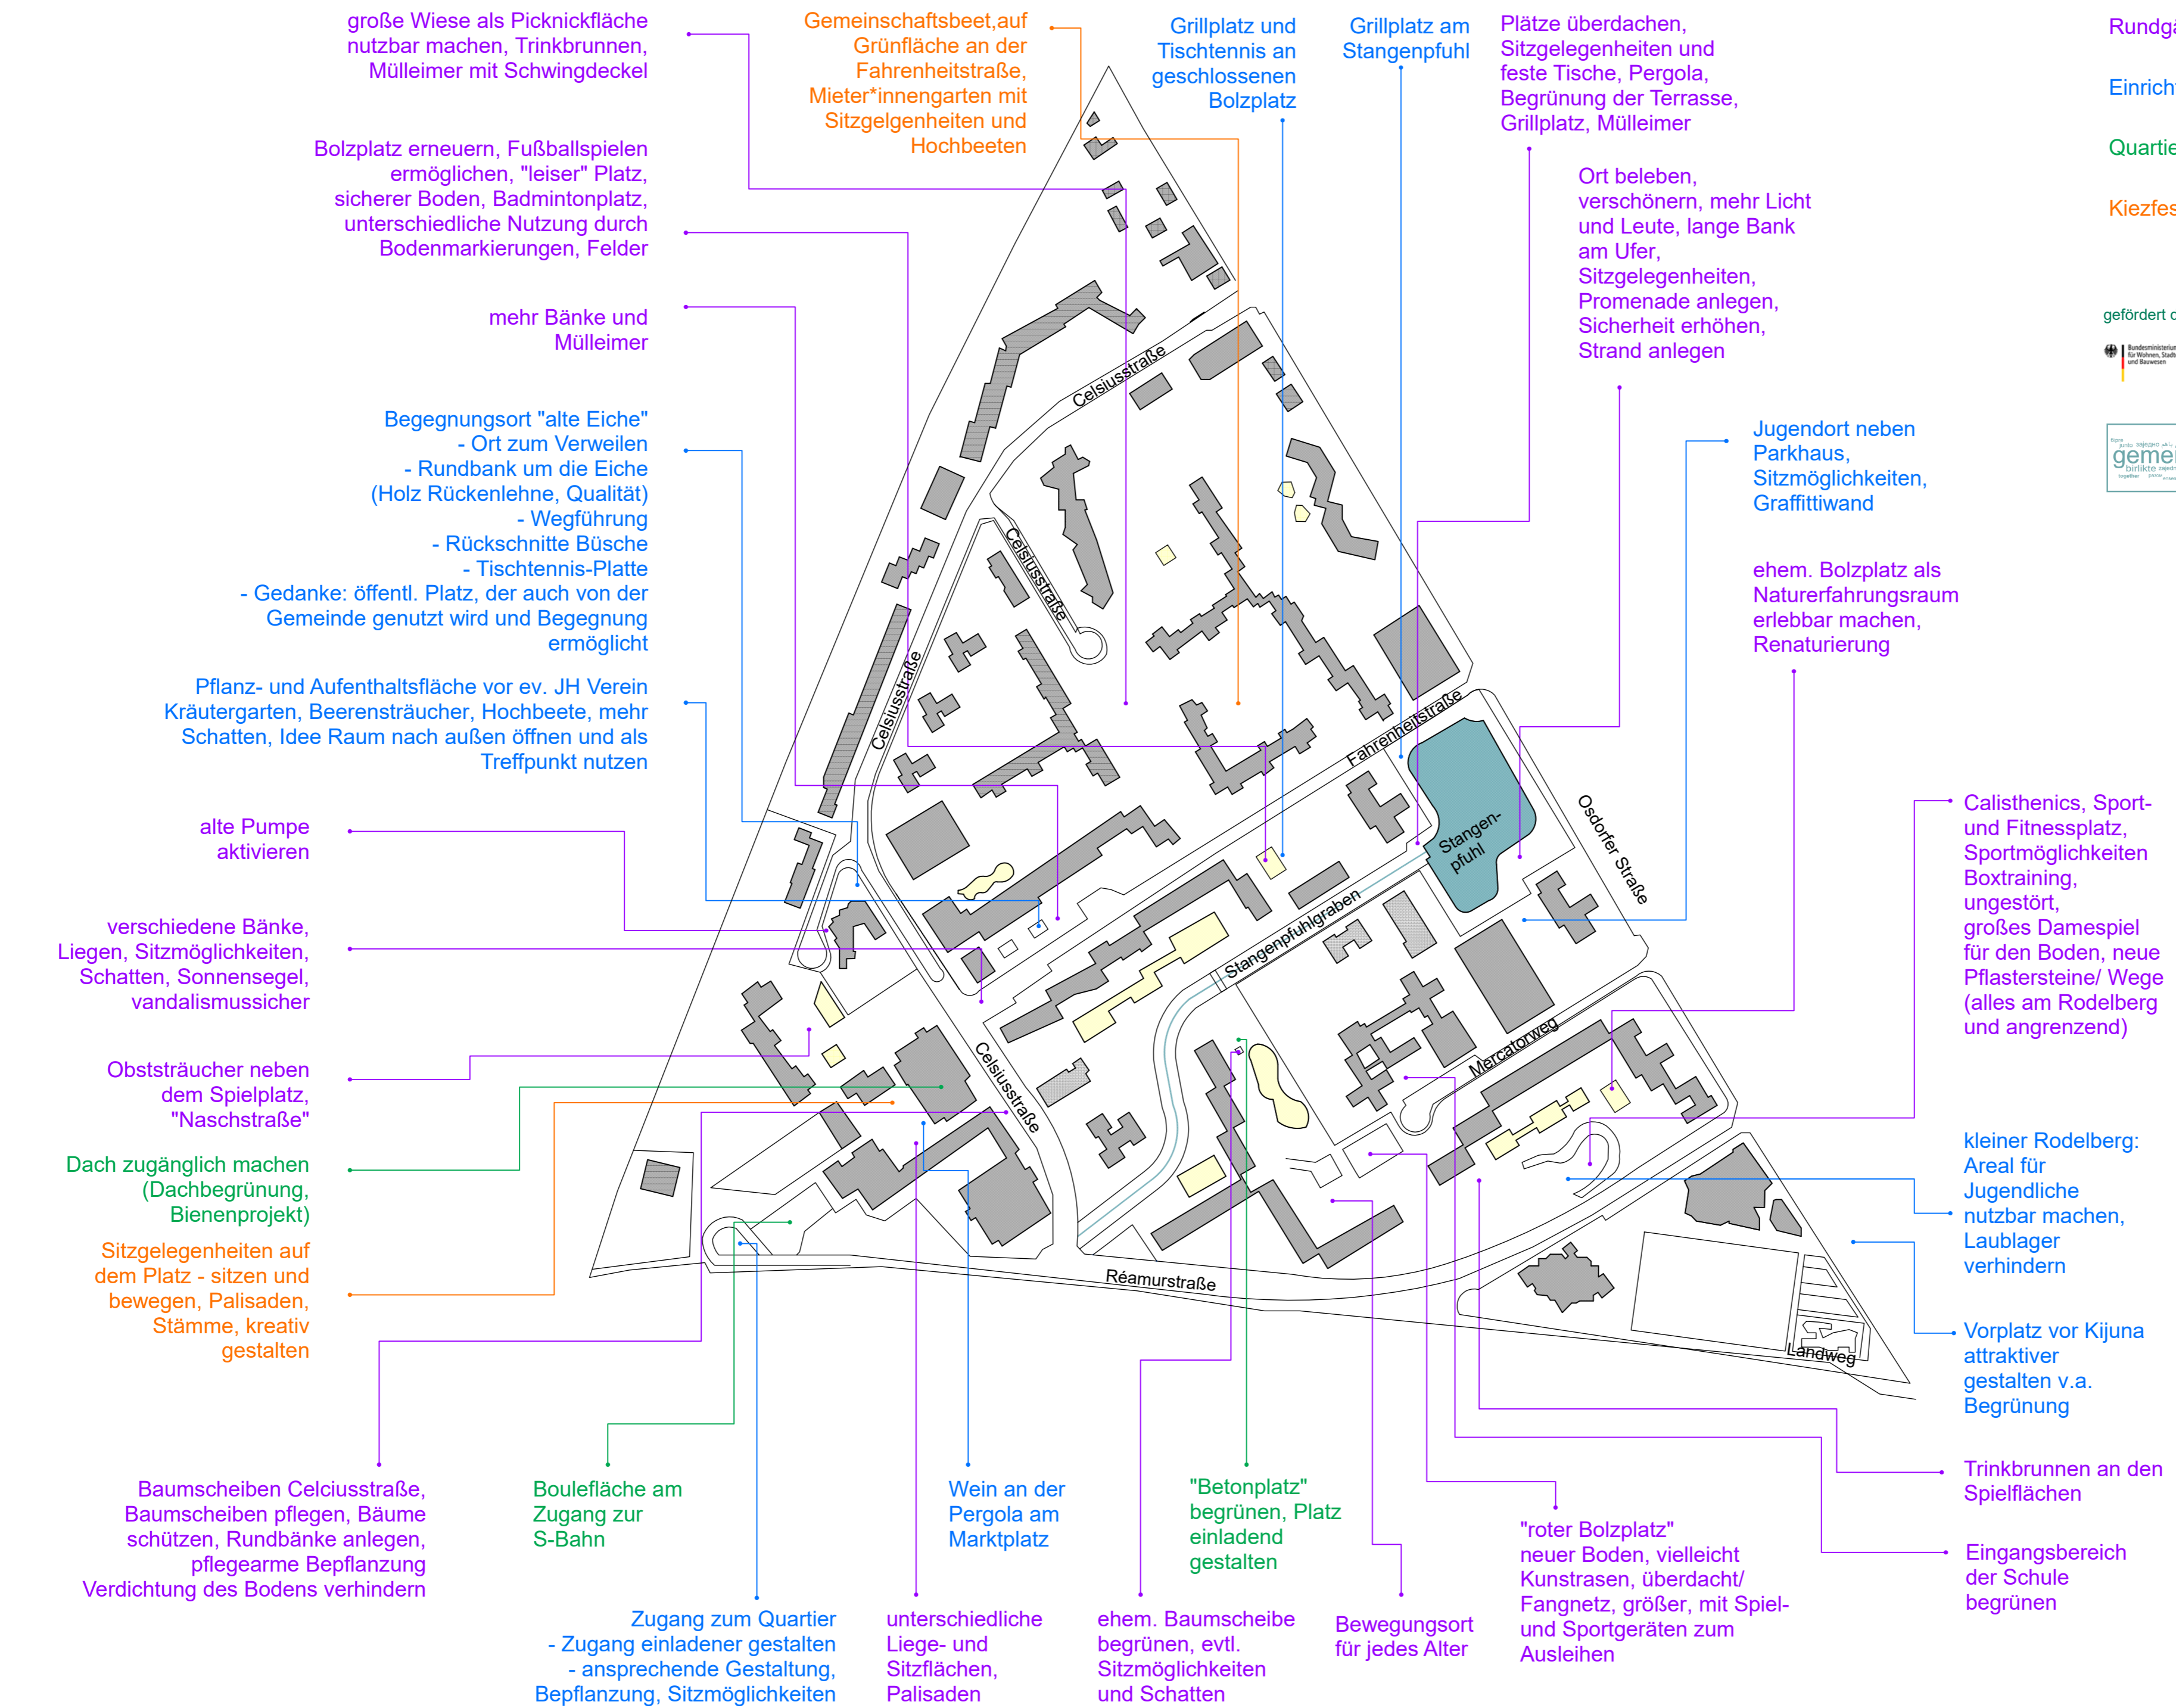 große Wiese als Picknickfläche
nutzbar machen, Trinkbrunnen,
Mülleimer mit Schwingdeckel
Gemeinschaftsbeet,auf
Grünfläche an der
Fahrenheitstraße,
Mieter*innengarten mit
Sitzgelgenheiten und
Hochbeeten
Grillplatz und
Tischtennis an
geschlossenen
Bolzplatz
Grillplatz am
Stangenpfuhl
Plätze überdachen,
Sitzgelegenheiten und
feste Tische, Pergola,
Begrünung der Terrasse,
Grillplatz, Mülleimer
Bolzplatz erneuern, Fußballspielen
ermöglichen, "leiser" Platz,
sicherer Boden, Badmintonplatz,
unterschiedliche Nutzung durch
Bodenmarkierungen, Felder
Ort beleben,
verschönern, mehr Licht
und Leute, lange Bank
am Ufer,
Sitzgelegenheiten,
Promenade anlegen,
Sicherheit erhöhen,
Strand anlegen
mehr Bänke und
Mülleimer
Begegnungsort "alte Eiche"
- Ort zum Verweilen
- Rundbank um die Eiche
(Holz Rückenlehne, Qualität)
- Wegführung
- Rückschnitte Büsche
- Tischtennis-Platte
- Gedanke: öffentl. Platz, der auch von der
Gemeinde genutzt wird und Begegnung
ermöglicht
Jugendort neben
Parkhaus,
Sitzmöglichkeiten,
Graffittiwand
ehem. Bolzplatz als
Naturerfahrungsraum
erlebbar machen,
Renaturierung
Pflanz- und Aufenthaltsfläche vor ev. JH Verein
Kräutergarten, Beerensträucher, Hochbeete, mehr
Schatten, Idee Raum nach außen öffnen und als
Treffpunkt nutzen
alte Pumpe
aktivieren
verschiedene Bänke,
Liegen, Sitzmöglichkeiten,
Schatten, Sonnensegel,
vandalismussicher
Obststräucher neben
dem Spielplatz,
"Naschstraße"
Dach zugänglich machen
(Dachbegrünung,
Bienenprojekt)
Sitzgelegenheiten auf
dem Platz - sitzen und
bewegen, Palisaden,
Stämme, kreativ
gestalten
Calisthenics, Sport-
und Fitnessplatz,
Sportmöglichkeiten
Boxtraining,
ungestört,
großes Damespiel
für den Boden, neue
Pflastersteine/ Wege
(alles am Rodelberg
und angrenzend)
kleiner Rodelberg:
Areal für
Jugendliche
nutzbar machen,
Laublager
verhindern
Vorplatz vor Kijuna
attraktiver
gestalten v.a.
Begrünung
Trinkbrunnen an den
Spielflächen
Eingangsbereich
der Schule
begrünen
Baumscheiben Celciusstraße,
Baumscheiben pflegen, Bäume
schützen, Rundbänke anlegen,
pflegearme Bepflanzung
Verdichtung des Bodens verhindern
Boulefläche am
Zugang zur
S-Bahn
Zugang zum Quartier
- Zugang einladener gestalten
- ansprechende Gestaltung,
Bepflanzung, Sitzmöglichkeiten
unterschiedliche
Liege- und
Sitzflächen,
Palisaden
Wein an der
Pergola am
Marktplatz
ehem. Baumscheibe
begrünen, evtl.
Sitzmöglichkeiten
und Schatten
"Betonplatz"
begrünen, Platz
einladend
gestalten
Bewegungsort
für jedes Alter
"roter Bolzplatz"
neuer Boden, vielleicht
Kunstrasen, überdacht/
Fangnetz, größer, mit Spiel-
und Sportgeräten zum
Ausleihen
Celsiusstraße
Celsiusstraße
Celsiusstraße
Celsiusstraße
Fahrenheitstraße
Stangen-
pfuhl
Osdorfer Straße
Stangenpfuhlgraben
Mercatorweg
Réamurstraße
Landweg
gefördert
Bundesministerium
für Wohnen, Stadt
und Bauwesen
birlikte
together